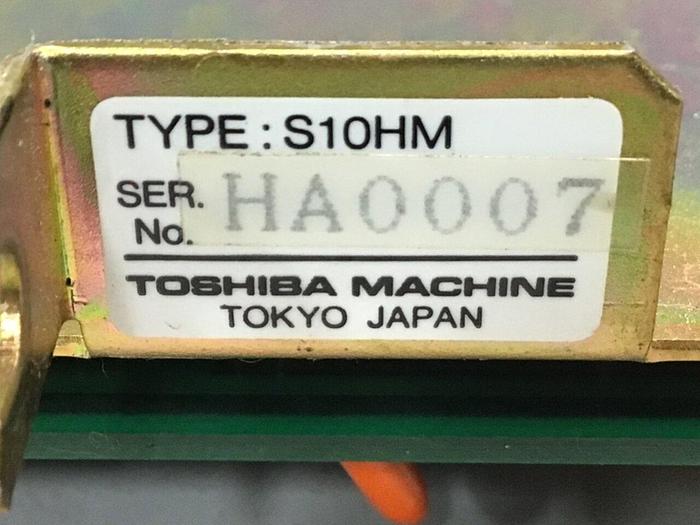 TYPE : S10HM
SER. No. HA0007
TOSHIBA MACHINE
TOKYO JAPAN